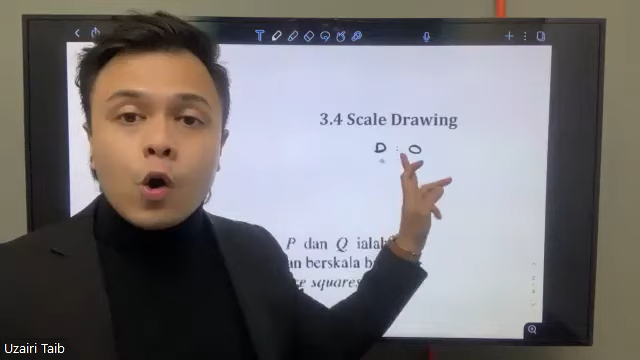 3.4 Scale Drawing
D : O
P dan Q ialah
berskala
squares
Uzairi Taib